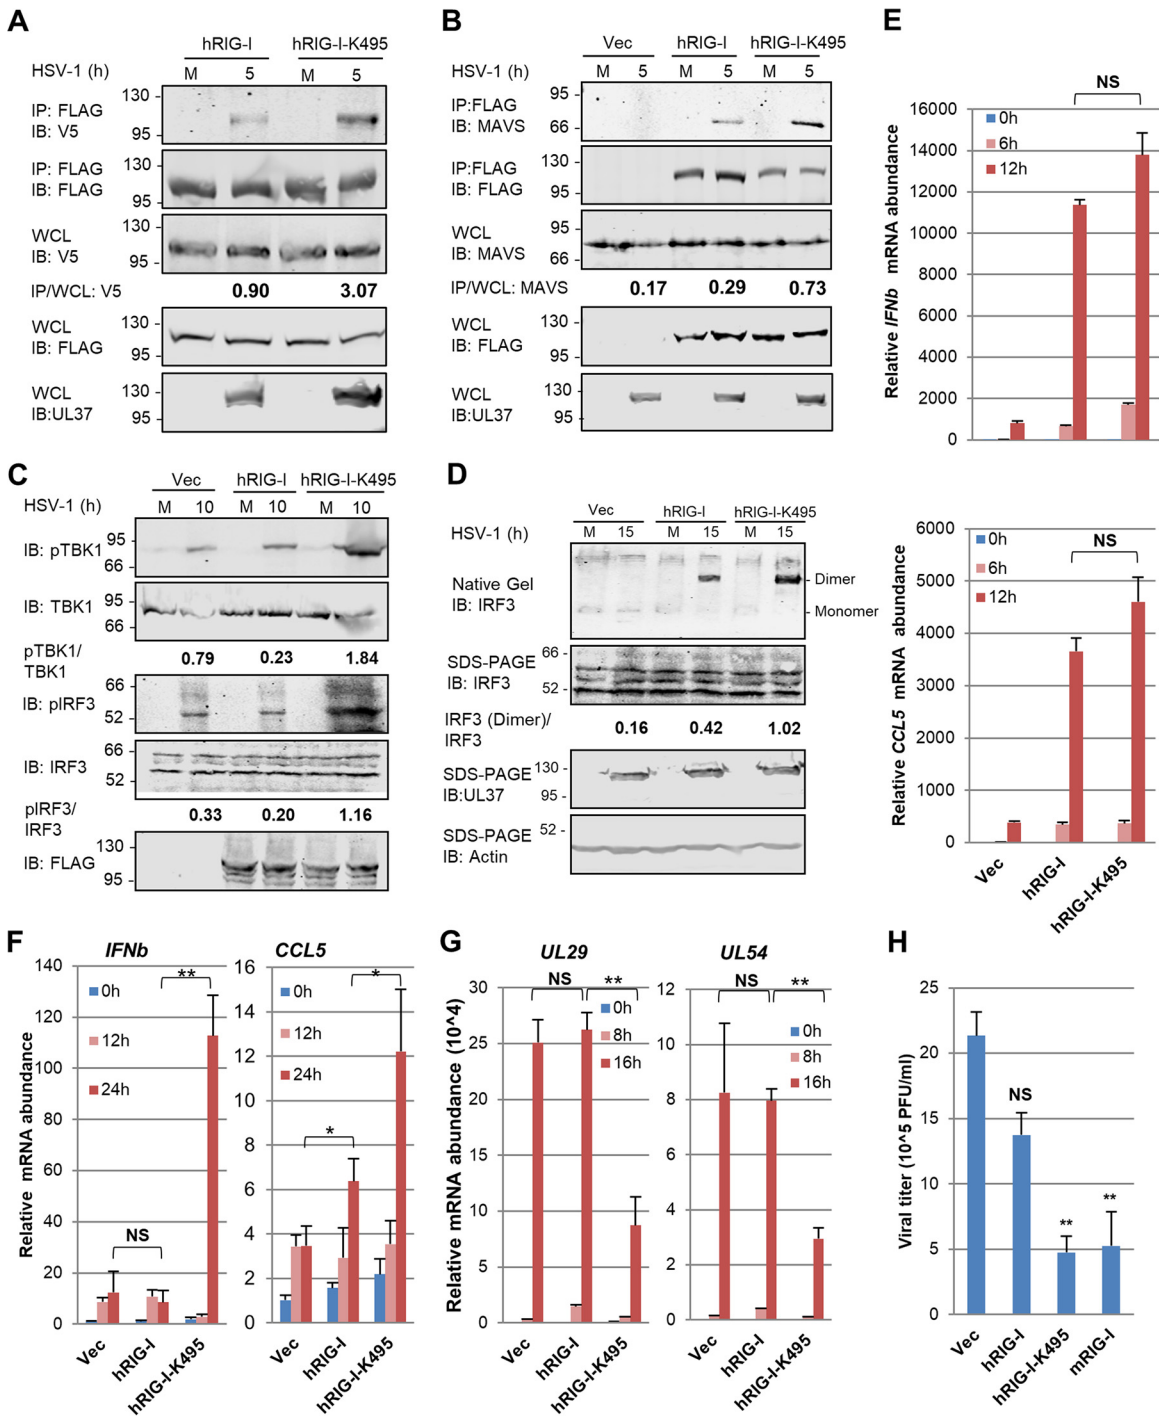 A
hRIG-I hRIG-I-K495
HSV-1 (h) M 5 M 5
IP: FLAG
IB: V5
130 -
95 -
IP: FLAG
IB: FLAG
130 -
95 -
WCL
IB: V5
130 -
95 -
IP/WCL: V5 0.90 3.07
WCL
IB: FLAG
130 -
95 -
WCL
IB:UL37
130 -
95 -
B
Vec hRIG-I hRIG-I-K495
HSV-1 (h) M 5 M 5 M 5
IP:FLAG
IB: MAVS
95 -
66 -
IP:FLAG
IB: FLAG
130 -
95 -
WCL
IB: MAVS
95 -
66 -
IP/WCL: MAVS 0.17 0.29 0.73
WCL
IB: FLAG
130 -
95 -
WCL
IB:UL37
130 -
95 -
C
Vec hRIG-I hRIG-I-K495
HSV-1 (h) M 10 M 10 M 10
IB: pTBK1
95 -
66 -
IB: TBK1
95 -
66 -
pTBK1/
TBK1
0.79 0.23 1.84
IB: pIRF3
66 -
52 -
IB: IRF3
66 -
52 -
pIRF3/
IRF3
0.33 0.20 1.16
IB: FLAG
130 -
95 -
D
Vec hRIG-I hRIG-I-K495
HSV-1 (h) M 15 M 15 M 15
Native Gel
IB: IRF3
Dimer
Monomer
SDS-PAGE
IB: IRF3
66 -
52 -
IRF3 (Dimer)/
IRF3
0.16 0.42 1.02
SDS-PAGE
IB:UL37
130 -
95 -
SDS-PAGE
IB: Actin
52 -
E
NS
Relative IFNb mRNA abundance
16000
14000
12000
10000
8000
6000
4000
2000
0
0h
6h
12h
NS
Relative CCL5 mRNA abundance
6000
5000
4000
3000
2000
1000
0
0h
6h
12h
Vec
hRIG-I
hRIG-I-K495
F
IFNb
Relative mRNA abundance
140
120
100
80
60
40
20
0
0h
12h
24h
**
NS
Vec
hRIG-I
hRIG-I-K495
CCL5
16
14
12
10
8
6
4
2
0
0h
12h
24h
*
*
Vec
hRIG-I
hRIG-I-K495
G
UL29
Relative mRNA abundance (10^4)
30
25
20
15
10
5
0
NS **
0h
8h
16h
Vec
hRIG-I
hRIG-I-K495
UL54
12
10
8
6
4
2
0
NS **
0h
8h
16h
Vec
hRIG-I
hRIG-I-K495
H
Viral titer (10^5 PFU/ml)
25
20
15
10
5
0
NS
**
**
Vec
hRIG-I
hRIG-I-K495
mRIG-I